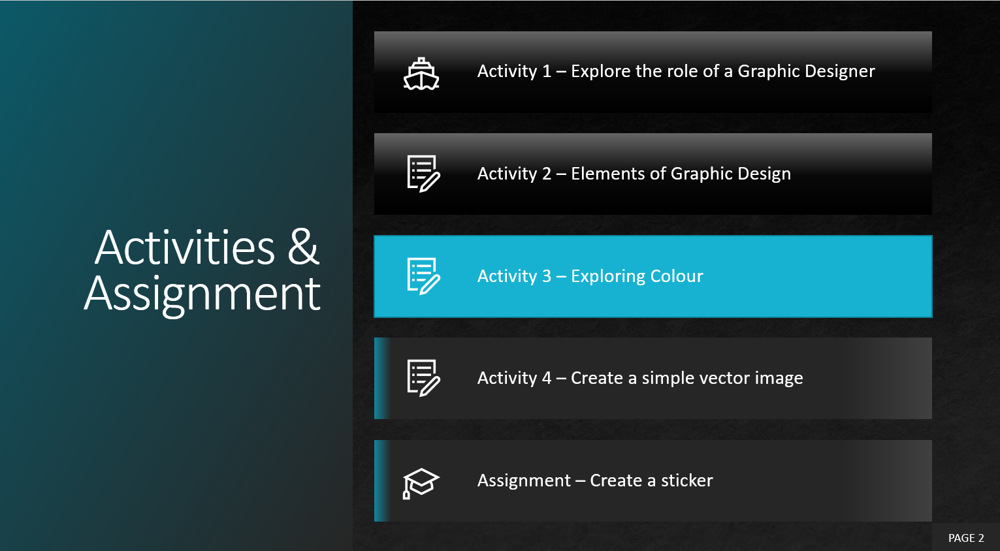 Activities &
Assignment
Activity 1 – Explore the role of a Graphic Designer
Activity 2 – Elements of Graphic Design
Activity 3 – Exploring Colour
Activity 4 – Create a simple vector image
Assignment – Create a sticker
PAGE 2